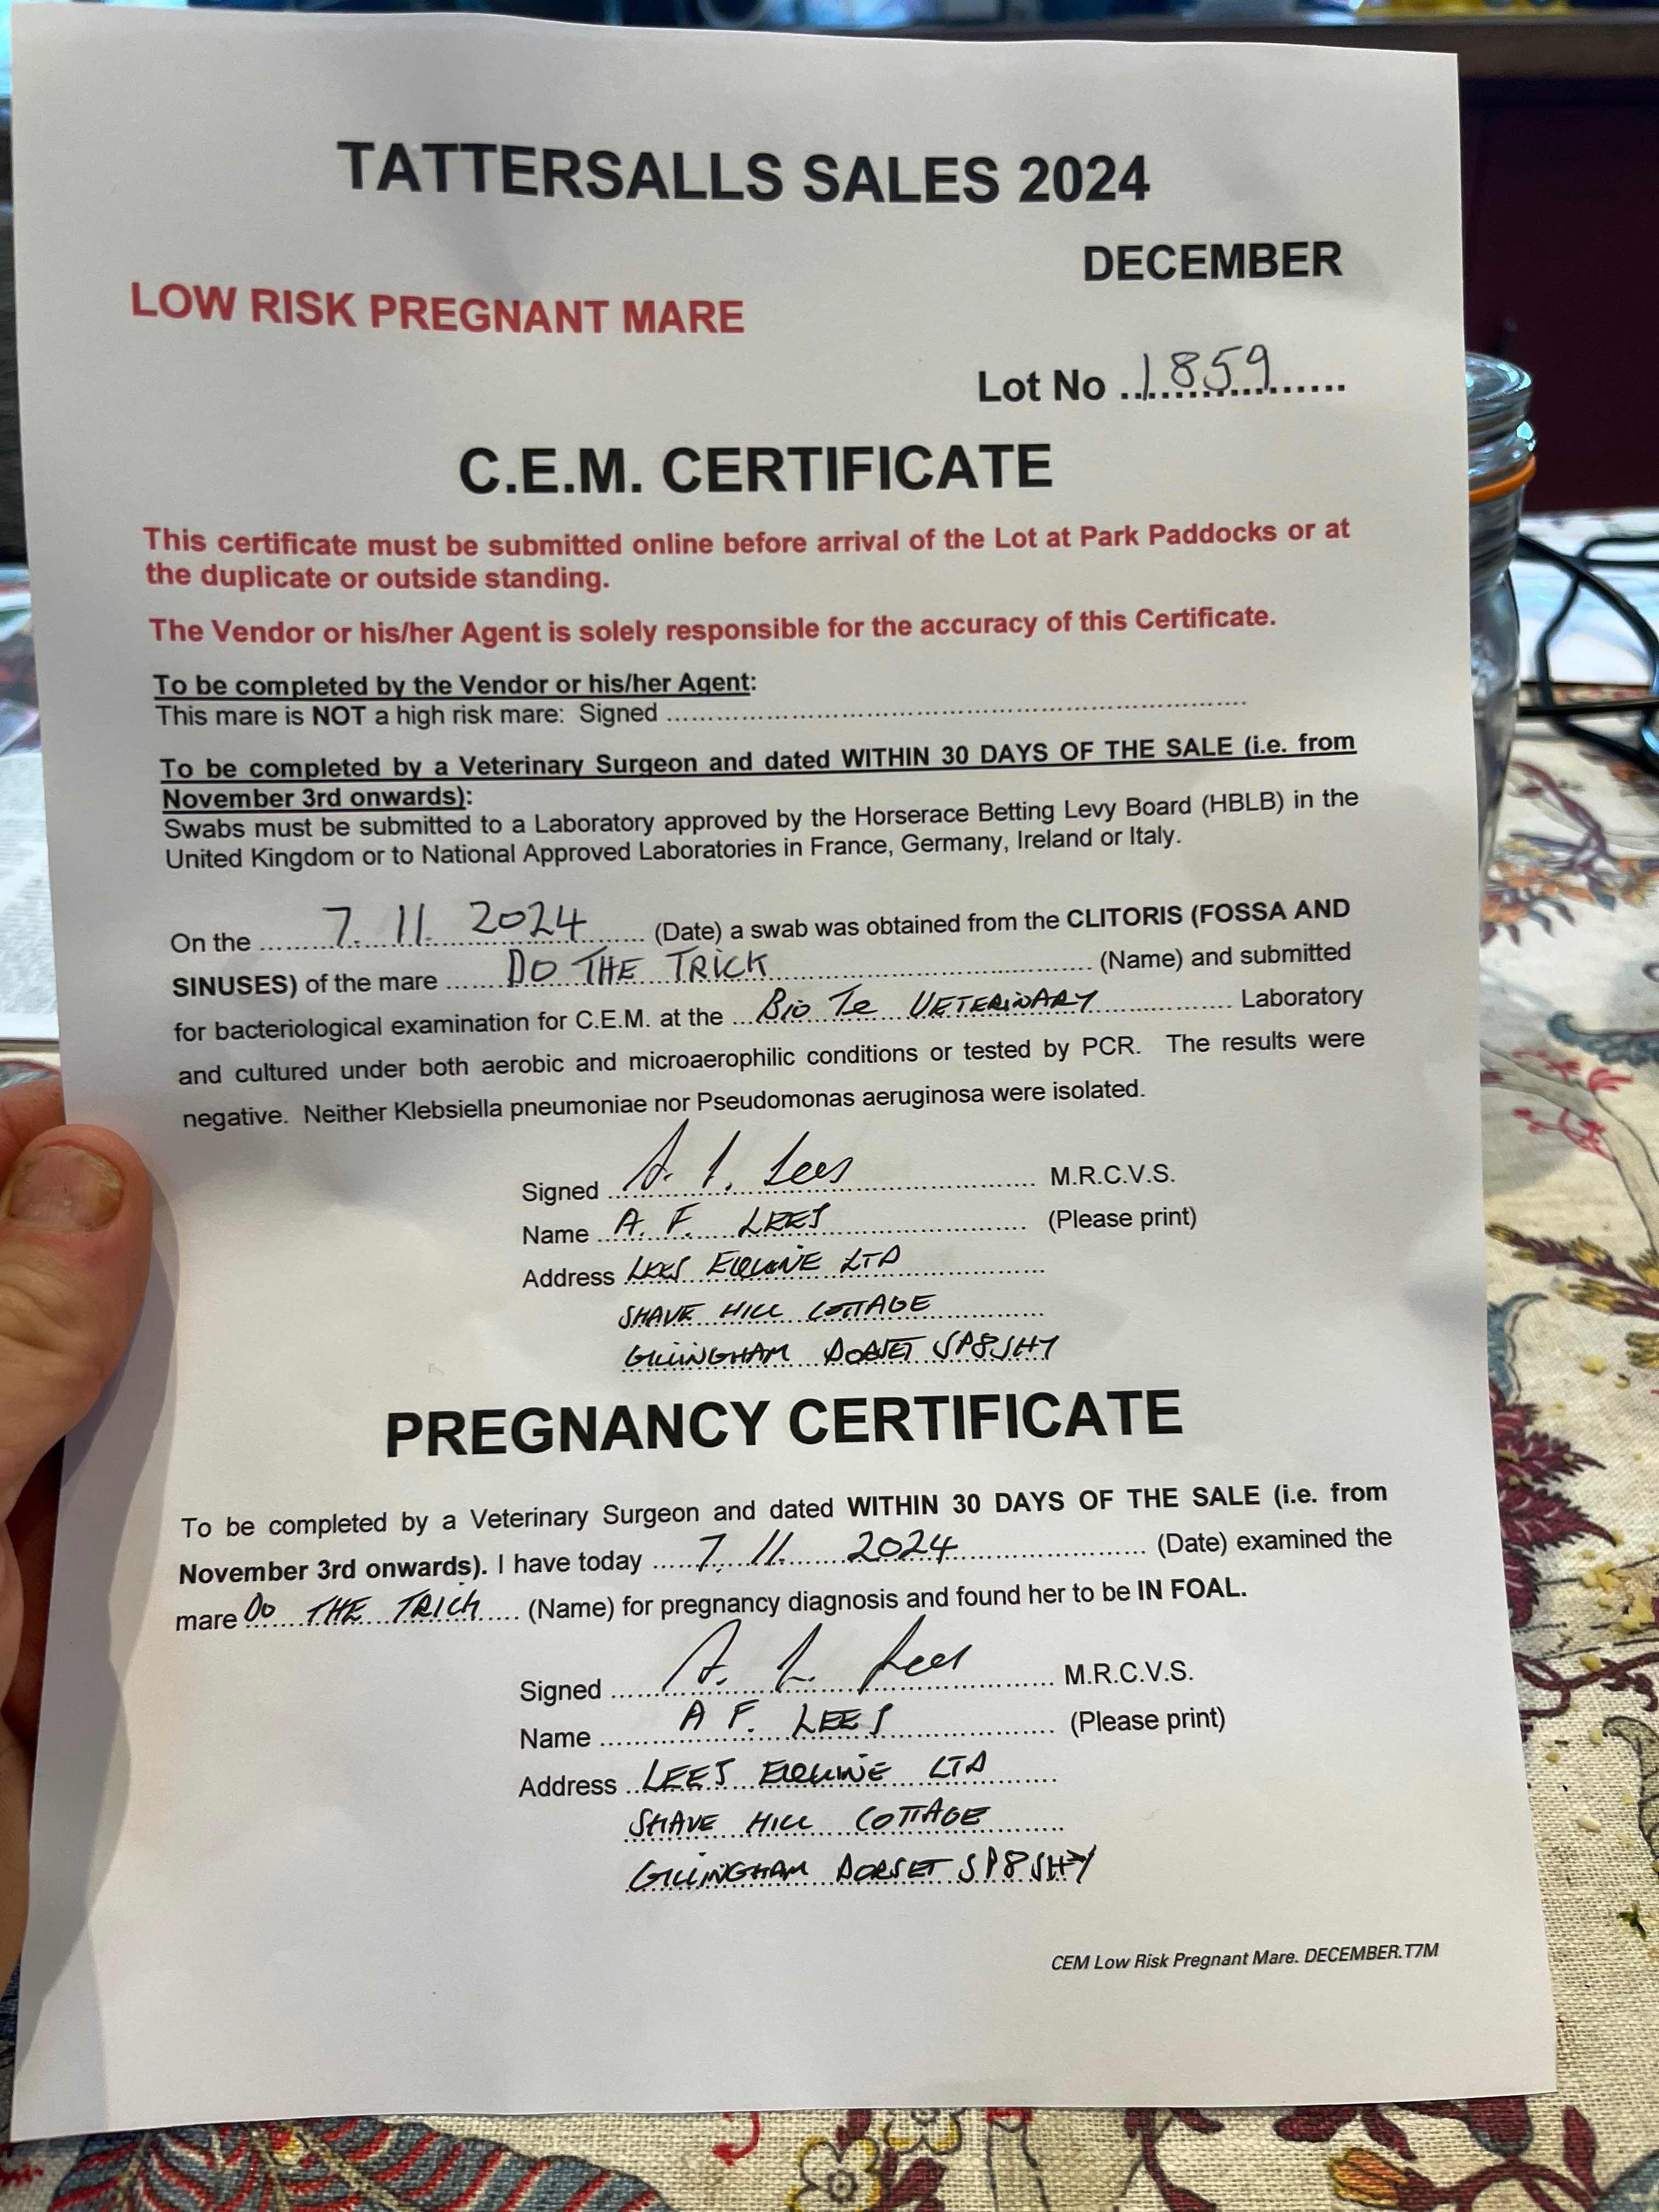 TATTERSALLS SALES 2024
DECEMBER
LOW RISK PREGNANT MARE
Lot No 1859
C.E.M. CERTIFICATE
This certificate must be submitted online before arrival of the Lot at Park Paddocks or at
the duplicate or outside standing.
The Vendor or his/her Agent is solely responsible for the accuracy of this Certificate.
To be completed by the Vendor or his/her Agent:
This mare is NOT a high risk mare: Signed
To be completed by a Veterinary Surgeon and dated WITHIN 30 DAYS OF THE SALE (i.e. from
November 3rd onwards):
Swabs must be submitted to a Laboratory approved by the Horserace Betting Levy Board (HBLB) in the
United Kingdom or to National Approved Laboratories in France, Germany, Ireland or Italy.
On the 7. 11. 2024 (Date) a swab was obtained from the CLITORIS (FOSSA AND
SINUSES) of the mare DO THE TRICK (Name) and submitted
for bacteriological examination for C.E.M. at the Bio Te VETERINARY Laboratory
and cultured under both aerobic and microaerophilic conditions or tested by PCR. The results were
negative. Neither Klebsiella pneumoniae nor Pseudomonas aeruginosa were isolated.
Signed A. F. Lees M.R.C.V.S.
Name A. F. LEES (Please print)
Address LEES EQUINE LTD
SHAVE HILL COTTAGE
GILLINGHAM DORSET SP8 5HY
PREGNANCY CERTIFICATE
To be completed by a Veterinary Surgeon and dated WITHIN 30 DAYS OF THE SALE (i.e. from
November 3rd onwards). I have today 7. 11. 2024 (Date) examined the
mare DO THE TRICK (Name) for pregnancy diagnosis and found her to be IN FOAL.
Signed A. F. Lees M.R.C.V.S.
Name A F. LEES (Please print)
Address LEES EQUINE LTD
SHAVE HILL COTTAGE
GILLINGHAM DORSET SP8 5HY
CEM Low Risk Pregnant Mare. DECEMBER.T7M